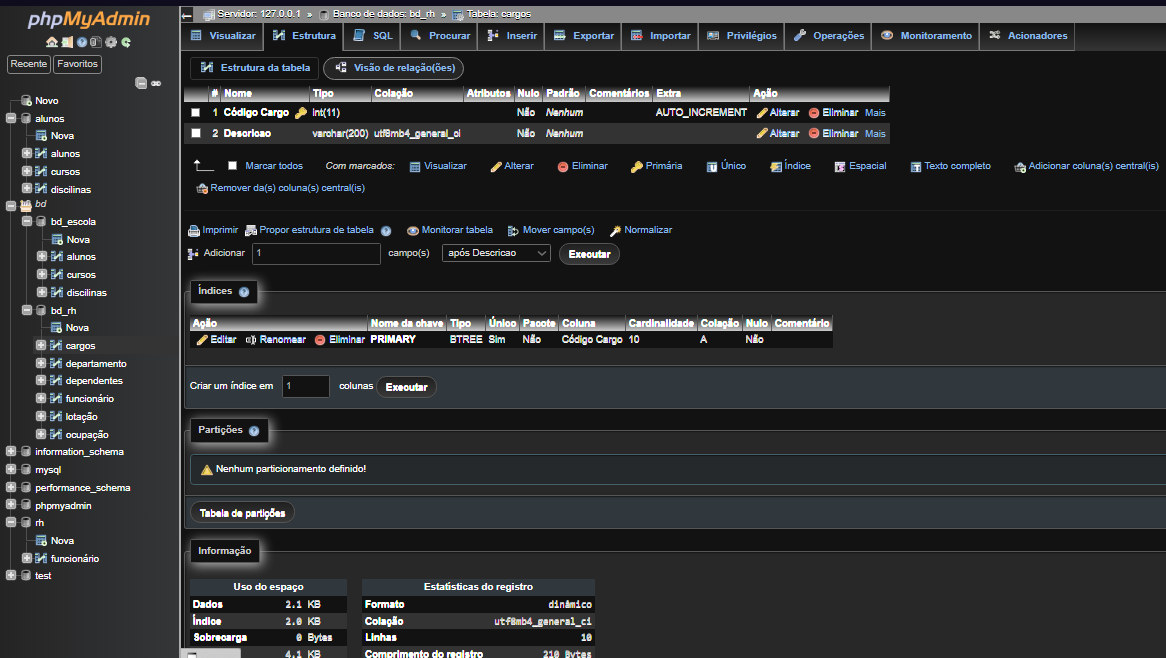 phpMyAdmin
Recente Favoritos
Novo
alunos
Nova
alunos
cursos
discilinas
bd
bd_escola
Nova
alunos
cursos
discilinas
bd_rh
Nova
cargos
departamento
dependentes
funcionário
lotação
ocupação
information_schema
mysql
performance_schema
phpmyadmin
rh
Nova
funcionário
test
Servidor: 127.0.0.1 » Banco de dados: bd_rh » Tabela: cargos
Visualizar Estrutura SQL Procurar Inserir Exportar Importar Privilégios Operações Monitoramento Acionadores
Estrutura da tabela Visão de relação(ões)
# Nome Tipo Colação Atributos Nulo Padrão Comentários Extra Ação
1 Código Cargo int(11) Não Nenhum AUTO_INCREMENT Alterar Eliminar Mais
2 Descricao varchar(200) utf8mb4_general_ci Não Nenhum Alterar Eliminar Mais
Marcar todos Com marcados: Visualizar Alterar Eliminar Primária Único Índice Espacial Texto completo Adicionar coluna(s) central(is)
Remover da(s) coluna(s) central(is)
Imprimir Propor estrutura de tabela Monitorar tabela Mover campo(s) Normalizar
Adicionar 1 campo(s) após Descricao Executar
Índices
Ação Nome da chave Tipo Único Pacote Coluna Cardinalidade Colação Nulo Comentário
Editar Renomear Eliminar PRIMARY BTREE Sim Não Código Cargo 10 A Não
Criar um índice em 1 colunas Executar
Partições
Nenhum particionamento definido!
Tabela de partições
Informação
Uso do espaço
Dados 2.1 KB
Índice 2.0 KB
Sobrecarga 0 Bytes
4.1 KB
Estatísticas do registro
Formato dinâmico
Colação utf8mb4_general_ci
Linhas 10
Comprimento do registro 210 Bytes